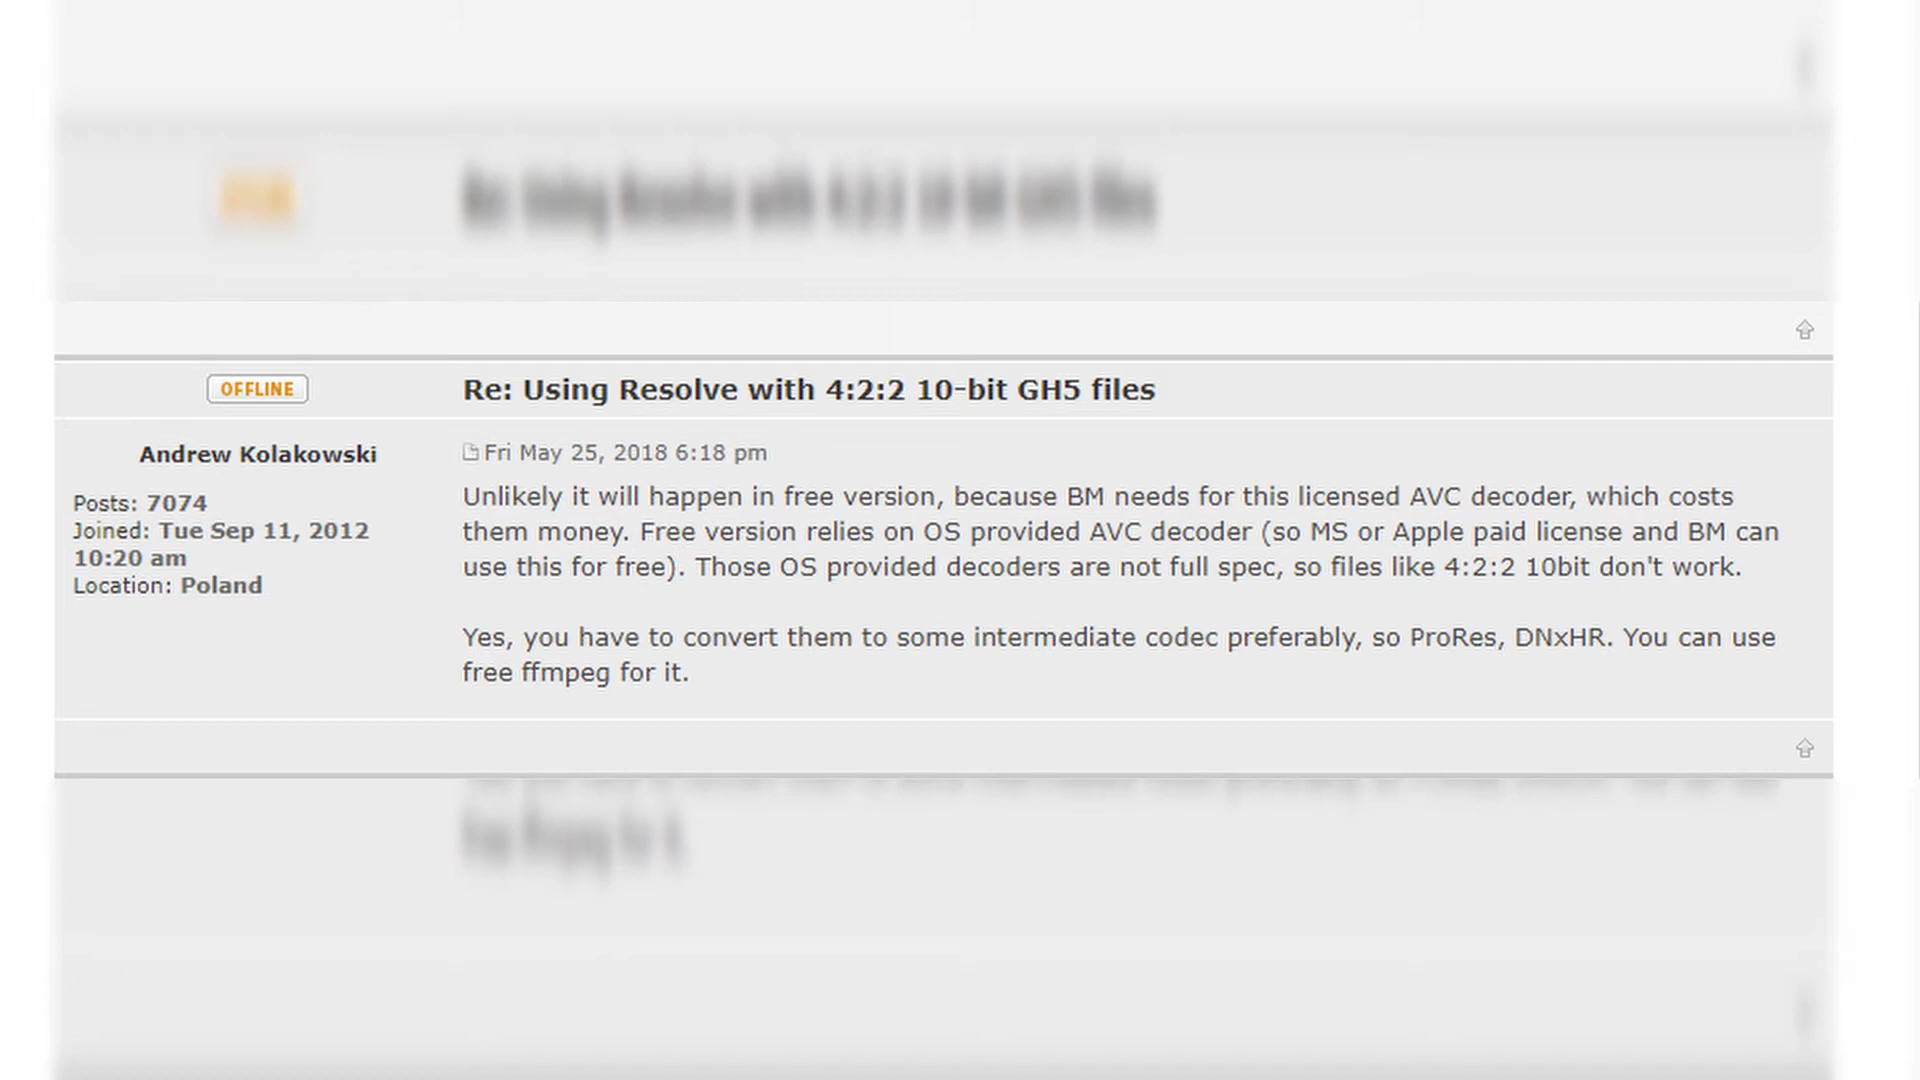 OFFLINE
Re: Using Resolve with 4:2:2 10-bit GH5 files
Andrew Kolakowski
Posts: 7074
Joined: Tue Sep 11, 2012
10:20 am
Location: Poland
Fri May 25, 2018 6:18 pm
Unlikely it will happen in free version, because BM needs for this licensed AVC decoder, which costs
them money. Free version relies on OS provided AVC decoder (so MS or Apple paid license and BM can
use this for free). Those OS provided decoders are not full spec, so files like 4:2:2 10bit don't work.
Yes, you have to convert them to some intermediate codec preferably, so ProRes, DNxHR. You can use
free ffmpeg for it.